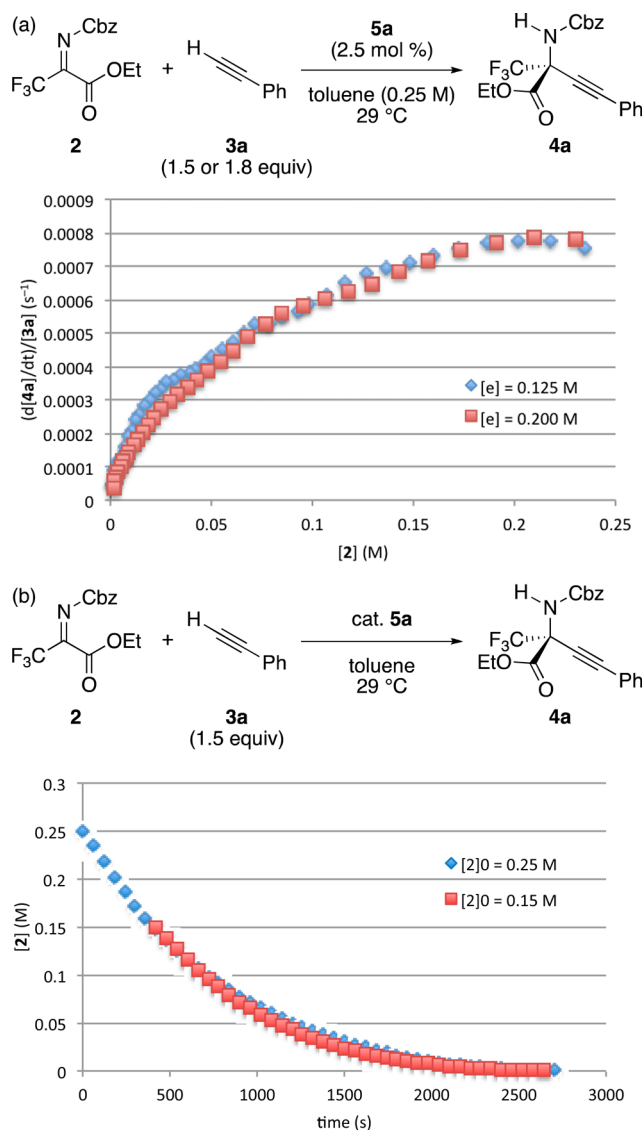 (a)
N Cbz
F3C OEt
O
2
+
H
Ph
3a
(1.5 or 1.8 equiv)
5a
(2.5 mol %)
toluene (0.25 M)
29 °C
H N Cbz
F3C
EtO
O
Ph
4a
0.0009
0.0008
0.0007
0.0006
0.0005
0.0004
0.0003
0.0002
0.0001
0
(d[4a]/dt)/[3a] (s⁻¹)
[e] = 0.125 M
[e] = 0.200 M
0 0.05 0.1 0.15 0.2 0.25
[2] (M)
(b)
N Cbz
F3C OEt
O
2
+
H
Ph
3a
(1.5 equiv)
cat. 5a
toluene
29 °C
H N Cbz
F3C
EtO
O
Ph
4a
0.3
0.25
0.2
0.15
0.1
0.05
0
[2] (M)
[2]0 = 0.25 M
[2]0 = 0.15 M
0 500 1000 1500 2000 2500 3000
time (s)